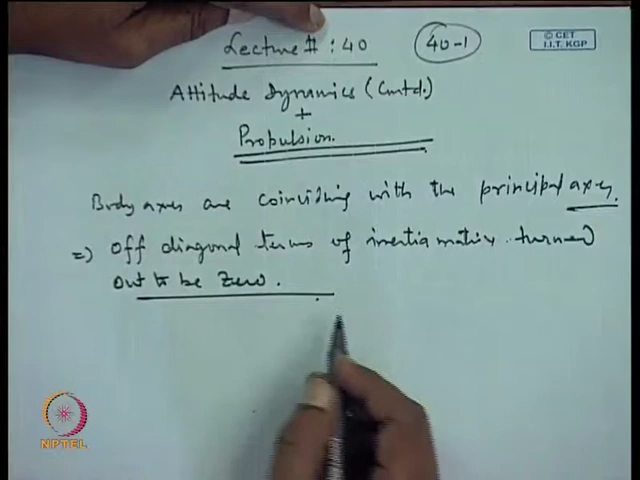 Lecture # : 40
40-1
© CET
I.I.T. KGP
Attitude Dynamics (Contd.)
+
Propulsion.
Body axes are coinciding with the principal axes.
=) Off diagonal terms of inertia matrix turned
out to be zero.
NPTEL